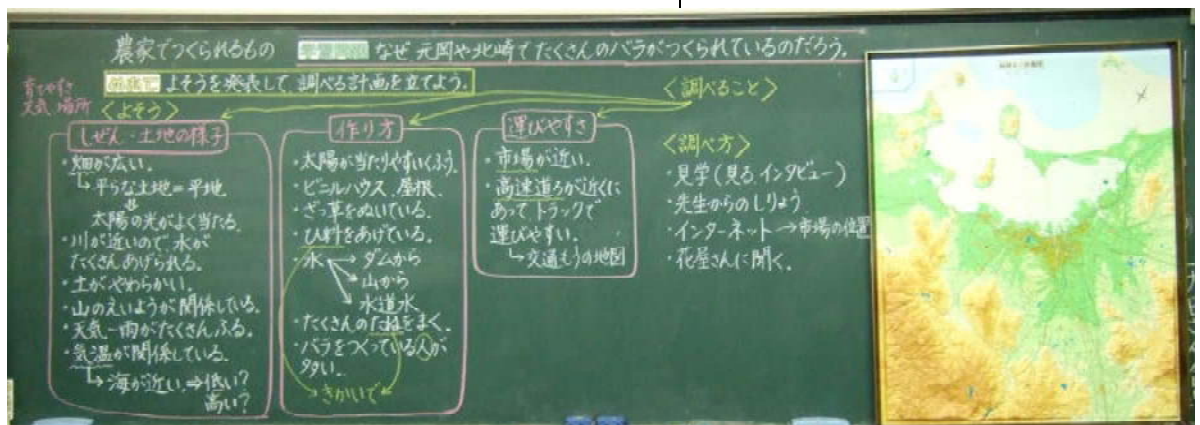 農家でつくられるもの なぜ元岡や北崎でたくさんのバラがつくられているのだろう。
よそうを発表して、調べる計画を立てよう。
育てやすさ
天気 場所
<よそう>
しぜん・土地の様子
・畑が広い。
↳平らな土地=平地
⇓
太陽の光がよく当たる。
・川が近いので、水が
たくさんあげられる。
・土がやわらかい。
・山のえいようが関係している。
・天気-雨がたくさんふる。
・気温が関係している。
↳海が近い⇒低い?
高い?
作り方
・太陽が当たりやすいくふう。
・ビニルハウス、屋根、
・ざっ草をぬいている。
・ひ料をあげている。
・水→ダムから
→山から
→水道水
・たくさんのたねをまく。
・バラをつくっている人が
多い。
→きかいで
運びやすさ
・市場が近い。
・高速道ろが近くに
あってトラックで
運びやすい。
↳交通もうの地図
<調べること>
<調べ方>
・見学(見る、インタビュー)
・先生からのしりょう
・インターネット→市場の位置
・花屋さんに聞く。